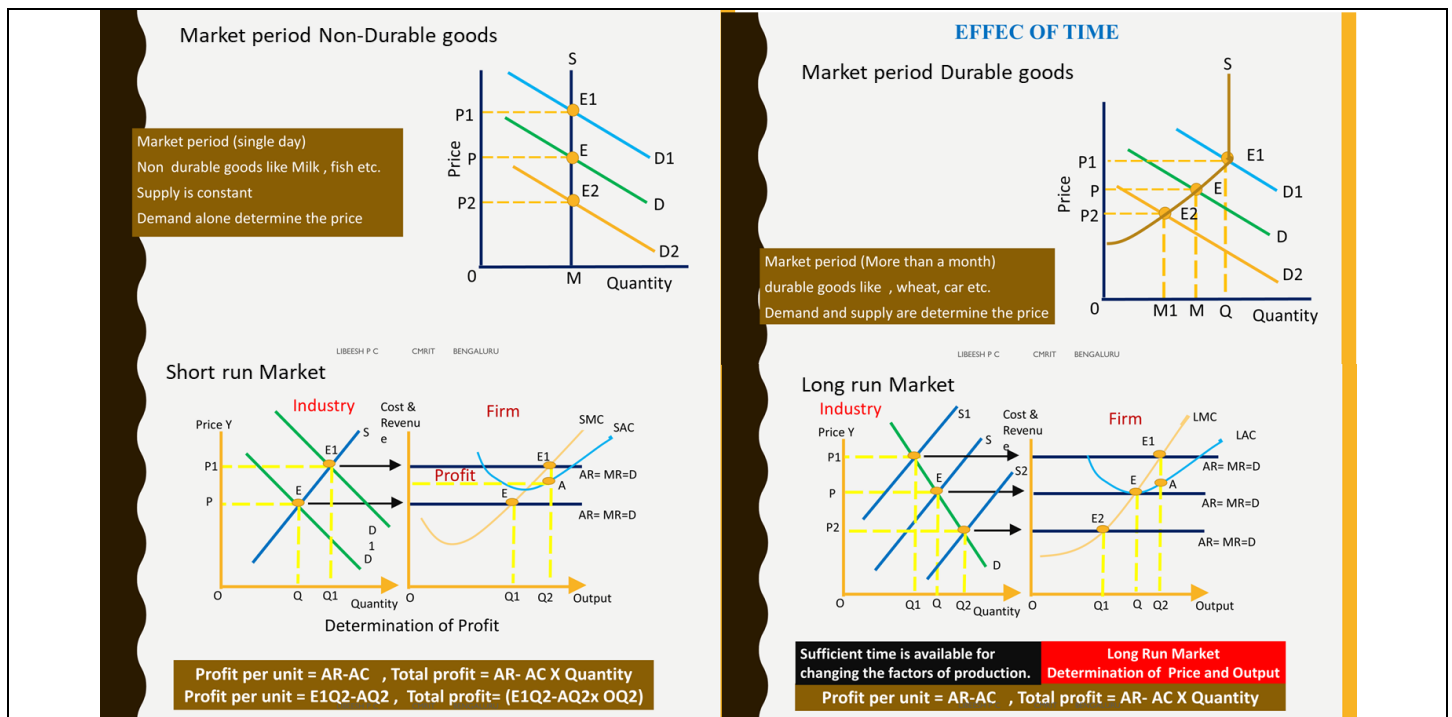 Market period Non-Durable goods
Market period (single day)
Non durable goods like Milk , fish etc.
Supply is constant
Demand alone determine the price
S
E1
P1
Price
P
E
D1
E2
P2
D
D2
0
M
Quantity
EFFEC OF TIME
Market period Durable goods
S
P1
E1
P
E
D1
Price
P2
E2
D
D2
0
M1 M Q Quantity
Market period (More than a month)
durable goods like , wheat, car etc.
Demand and supply are determine the price
LIBEESH P C CMRIT BENGALURU
LIBEESH P C CMRIT BENGALURU
Short run Market
Industry
Price Y
S
E1
P1
E
P
D
1
D
O
Q Q1
Quantity
Cost &
Revenu
e
Firm
SMC
SAC
E1
Profit
AR= MR=D
A
E
AR= MR=D
O
Q1 Q2 Output
Determination of Profit
Profit per unit = AR-AC , Total profit = AR- AC X Quantity
Profit per unit = E1Q2-AQ2 , Total profit= (E1Q2-AQ2x OQ2)
Long run Market
Industry
Price Y
S1
S
S2
P1
E
P
P2
D
O
Q1 Q Q2
Quantity
Cost &
Revenu
e
Firm
LMC
LAC
E1
AR= MR=D
E
A
AR= MR=D
E2
AR= MR=D
O
Q1 Q Q2 Output
Sufficient time is available for
changing the factors of production.
Long Run Market
Determination of Price and Output
Profit per unit = AR-AC , Total profit = AR- AC X Quantity